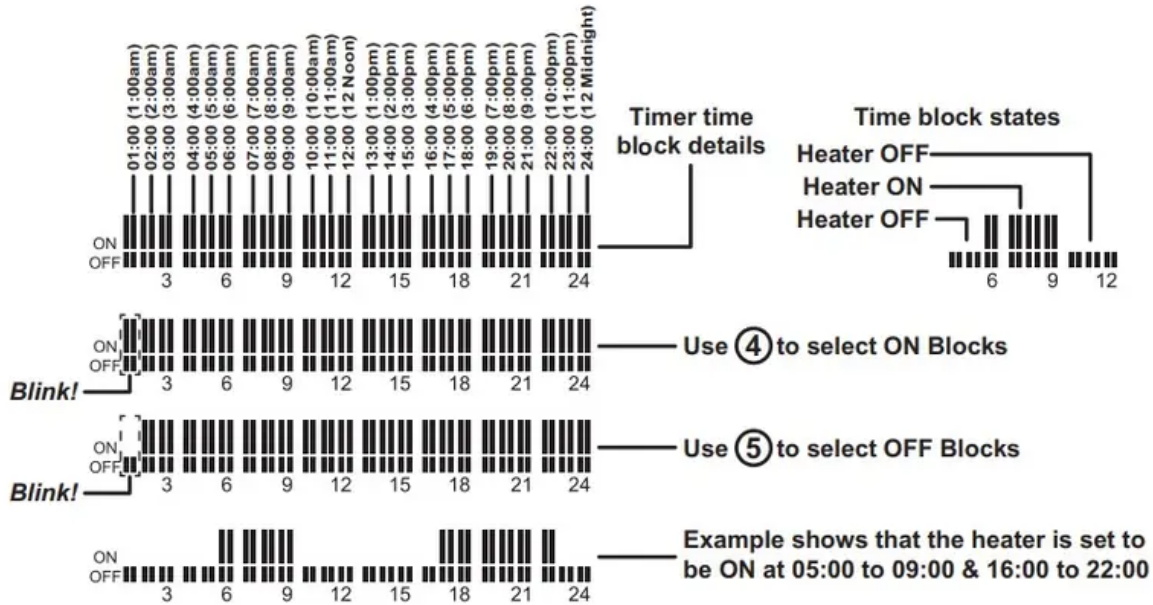 01:00 (1:00am)
02:00 (2:00am)
03:00 (3:00am)
04:00 (4:00am)
05:00 (5:00am)
06:00 (6:00am)
07:00 (7:00am)
08:00 (8:00am)
09:00 (9:00am)
10:00 (10:00am)
11:00 (11:00am)
12:00 (12 Noon)
13:00 (1:00pm)
14:00 (2:00pm)
15:00 (3:00pm)
16:00 (4:00pm)
17:00 (5:00pm)
18:00 (6:00pm)
19:00 (7:00pm)
20:00 (8:00pm)
21:00 (9:00pm)
22:00 (10:00pm)
23:00 (11:00pm)
24:00 (12 Midnight)
Timer time
block details
Time block states
Heater OFF
Heater ON
Heater OFF
ON
OFF
3 6 9 12 15 18 21 24
6 9 12
ON
OFF
3 6 9 12 15 18 21 24
Blink!
Use 4 to select ON Blocks
ON
OFF
3 6 9 12 15 18 21 24
Blink!
Use 5 to select OFF Blocks
ON
OFF
3 6 9 12 15 18 21 24
Example shows that the heater is set to
be ON at 05:00 to 09:00 & 16:00 to 22:00